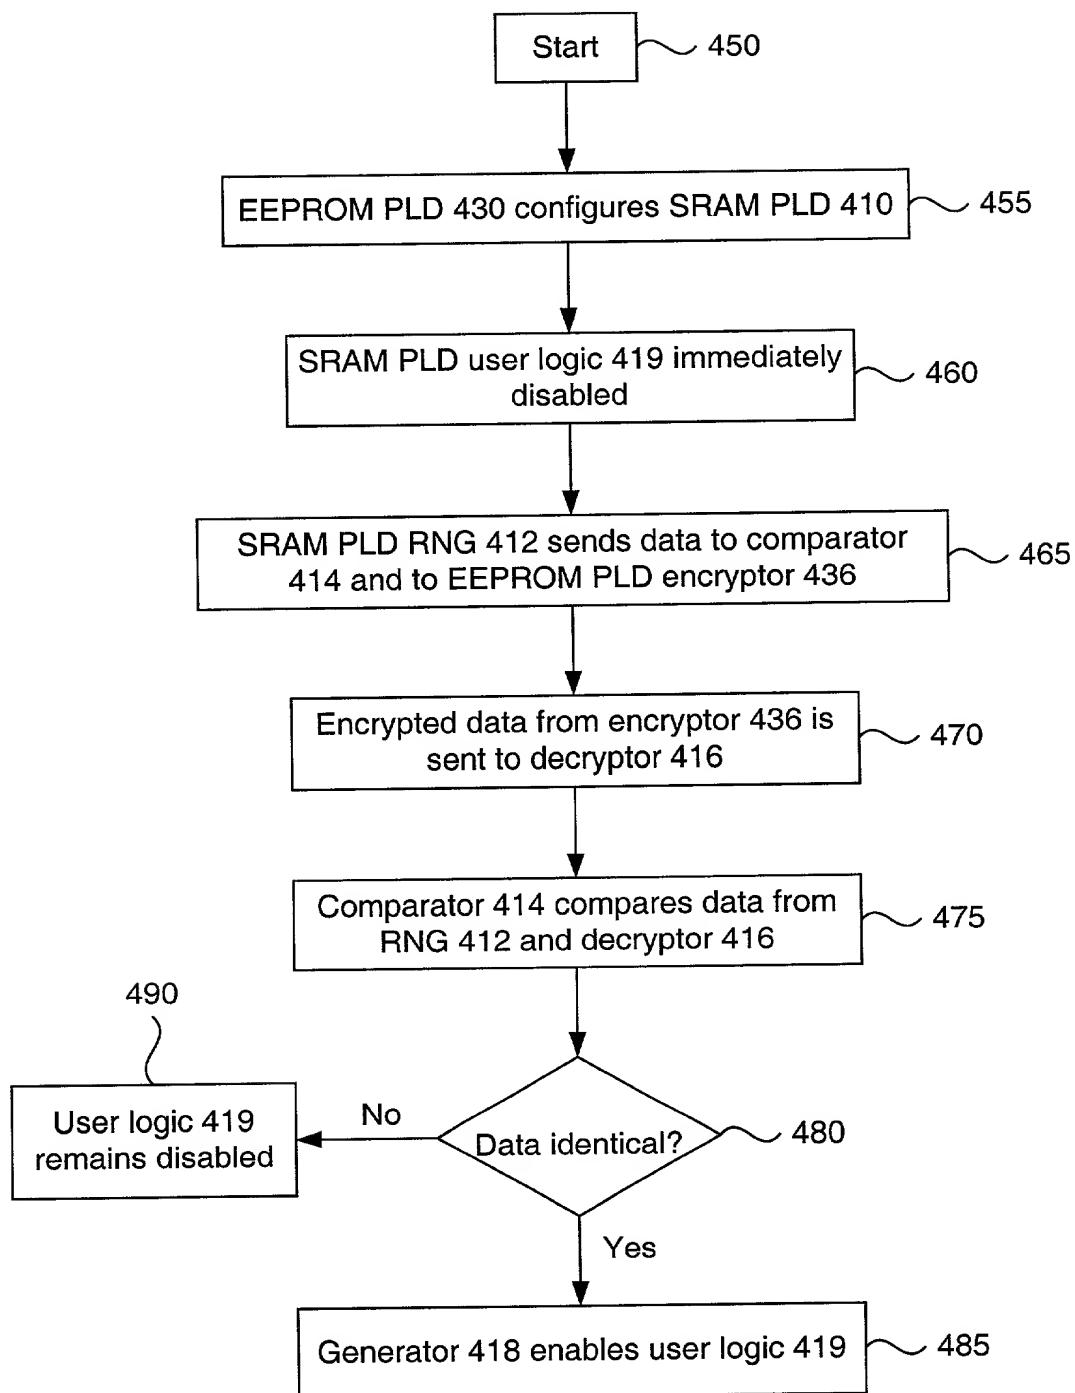 Start
450
EEPROM PLD 430 configures SRAM PLD 410
455
SRAM PLD user logic 419 immediately
disabled
460
SRAM PLD RNG 412 sends data to comparator
414 and to EEPROM PLD encryptor 436
465
Encrypted data from encryptor 436 is
sent to decryptor 416
470
Comparator 414 compares data from
RNG 412 and decryptor 416
475
490
User logic 419
remains disabled
No
Data identical?
480
Yes
Generator 418 enables user logic 419
485